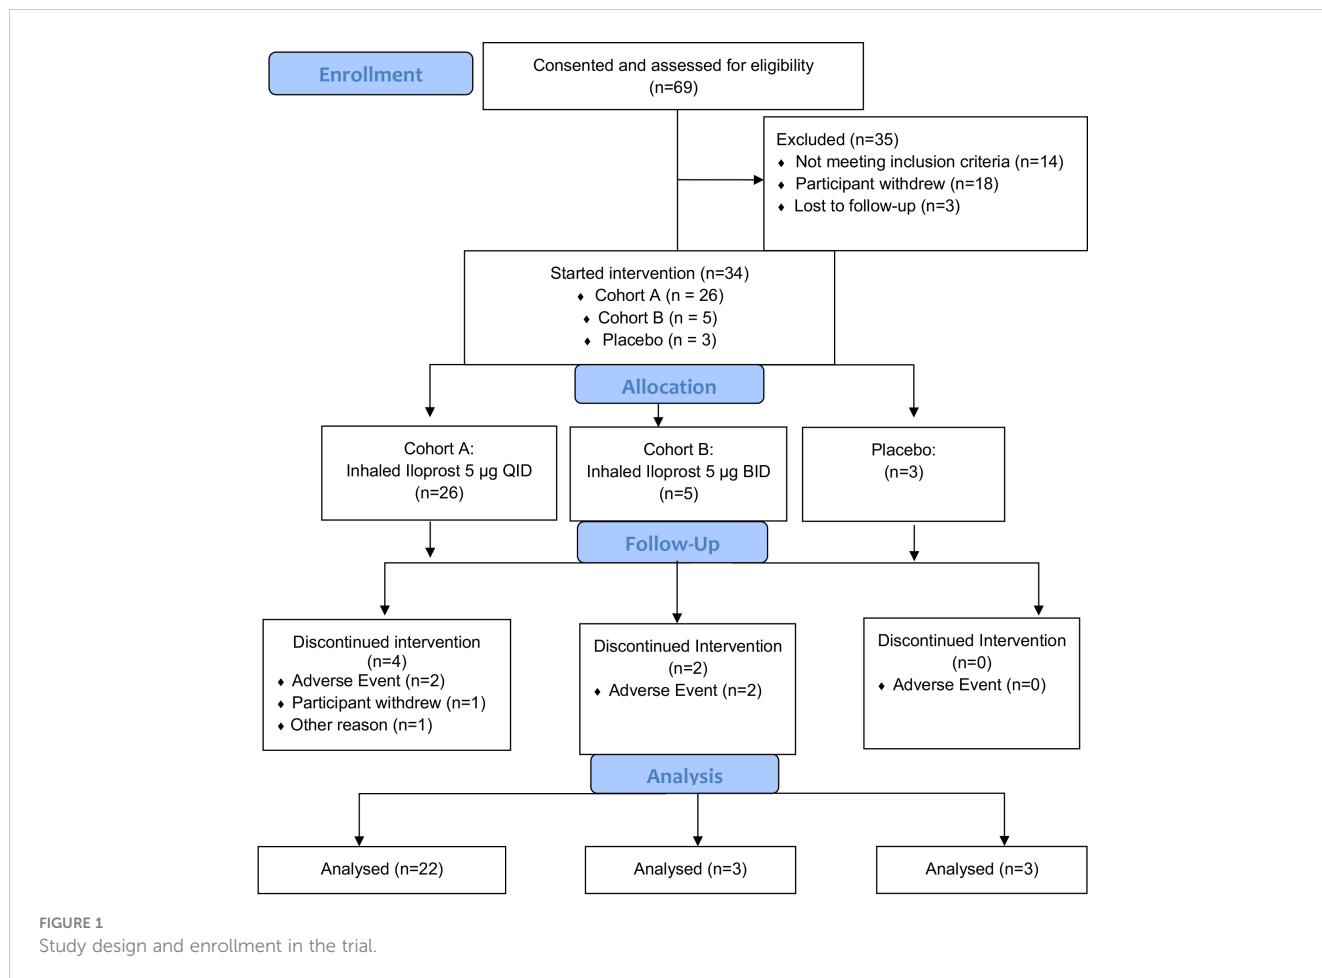 Enrollment
Consented and assessed for eligibility
(n=69)
Excluded (n=35)
♦ Not meeting inclusion criteria (n=14)
♦ Participant withdrew (n=18)
♦ Lost to follow-up (n=3)
Started intervention (n=34)
♦ Cohort A (n = 26)
♦ Cohort B (n = 5)
♦ Placebo (n = 3)
Allocation
Cohort A:
Inhaled Iloprost 5 µg QID
(n=26)
Cohort B:
Inhaled Iloprost 5 µg BID
(n=5)
Placebo:
(n=3)
Follow-Up
Discontinued intervention
(n=4)
♦ Adverse Event (n=2)
♦ Participant withdrew (n=1)
♦ Other reason (n=1)
Discontinued Intervention
(n=2)
♦ Adverse Event (n=2)
Discontinued Intervention
(n=0)
♦ Adverse Event (n=0)
Analysis
Analysed (n=22)
Analysed (n=3)
Analysed (n=3)
FIGURE 1
Study design and enrollment in the trial.